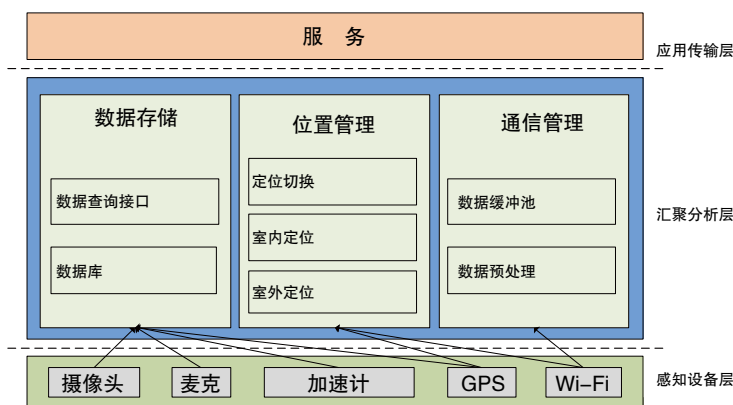 服 务
应用传输层
数据存储
位置管理
通信管理
数据查询接口
数据库
定位切换
室内定位
室外定位
数据缓冲池
数据预处理
汇聚分析层
摄像头
麦克
加速计
GPS
Wi-Fi
感知设备层